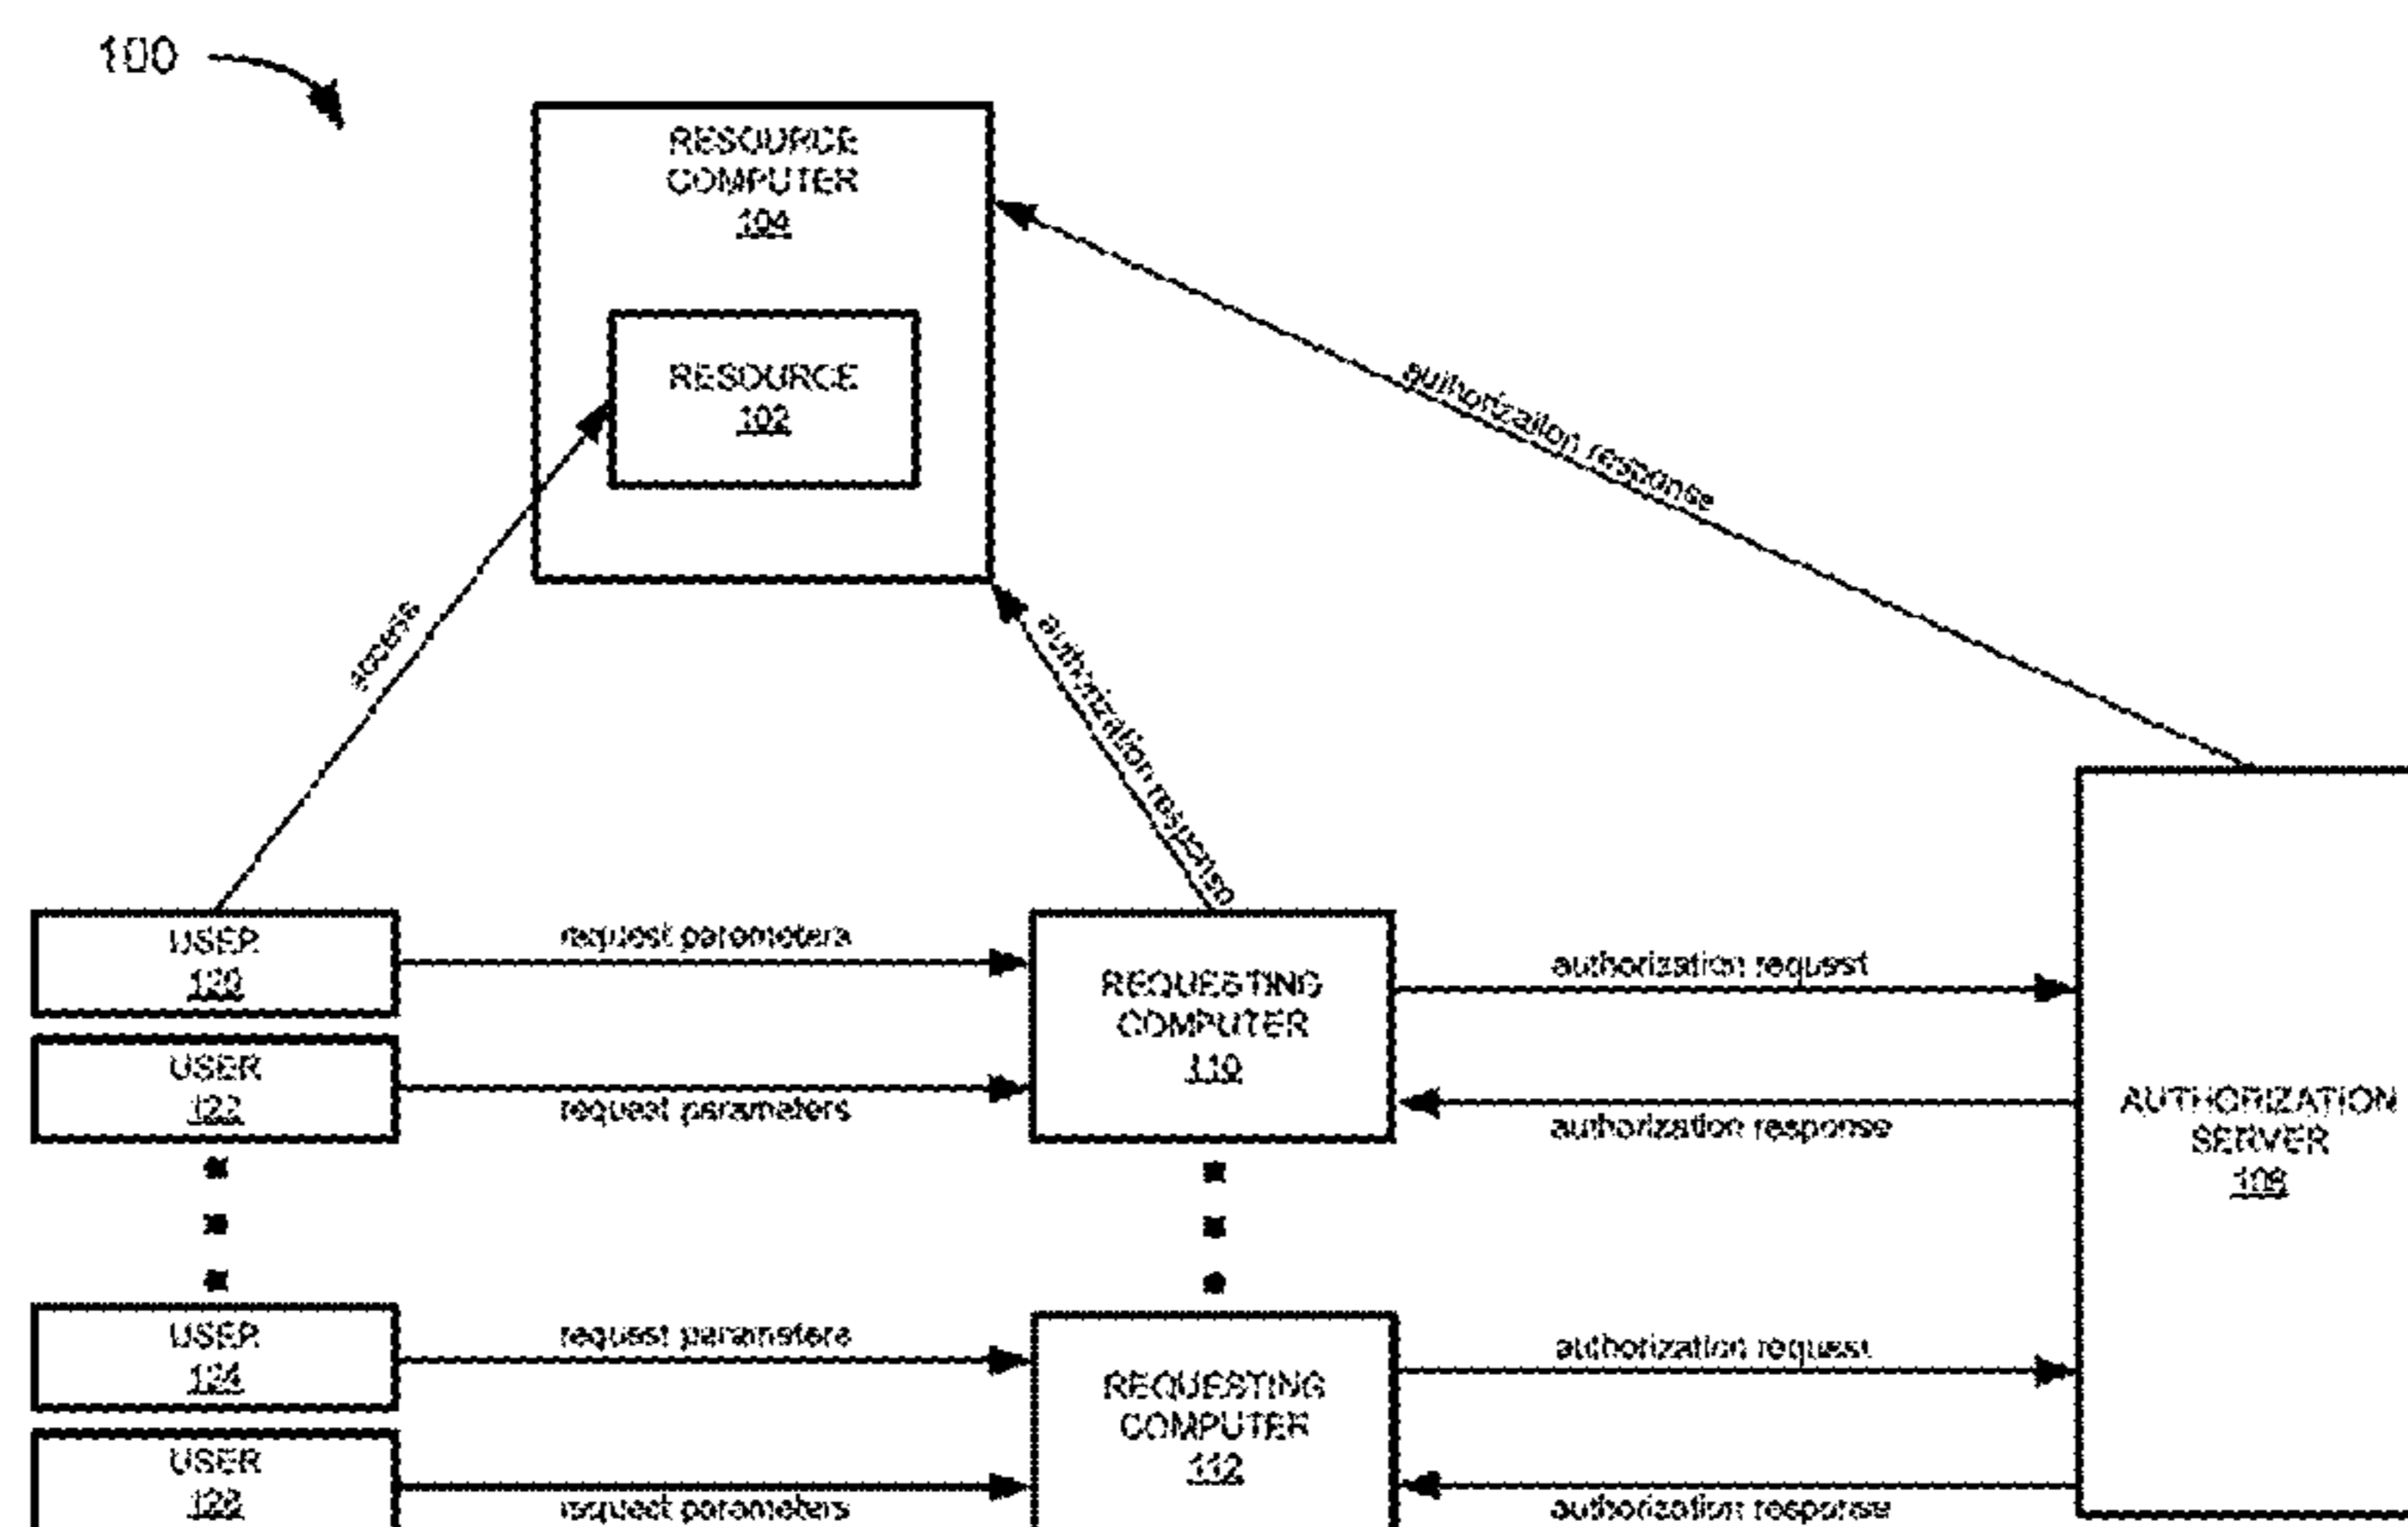 100
RESOURCE
COMPUTER
104
RESOURCE
102
authorization response
access
authorization response
USER
120
request parameters
REQUESTING
COMPUTER
110
authorization request
USER
122
request parameters
authorization response
AUTHORIZATION
SERVER
USER
124
request parameters
REQUESTING
COMPUTER
112
authorization request
USER
request parameters
authorization response